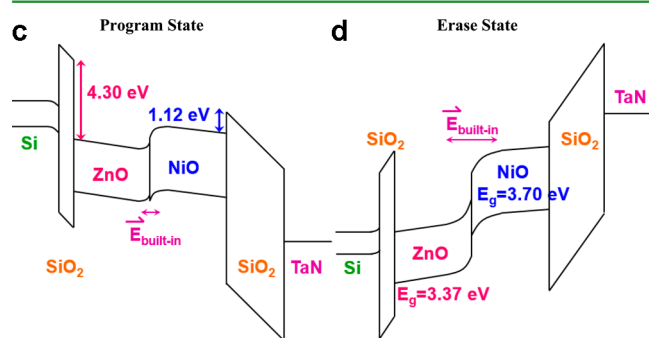 c
Program State
d
Erase State
4.30 eV
1.12 eV
Si
ZnO
NiO
E built-in
SiO2
SiO2
TaN
TaN
SiO2
E built-in
SiO2
NiO
Eg=3.70 eV
Si
ZnO
Eg=3.37 eV